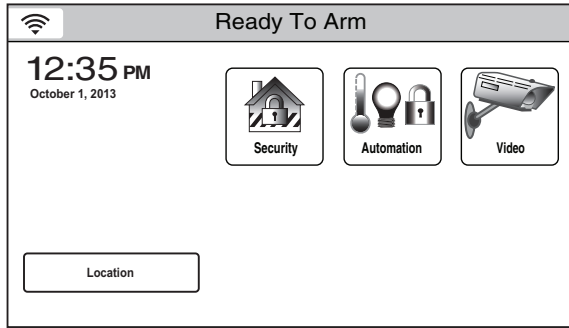 Ready To Arm
12:35 PM
October 1, 2013
Security
Automation
Video
Location